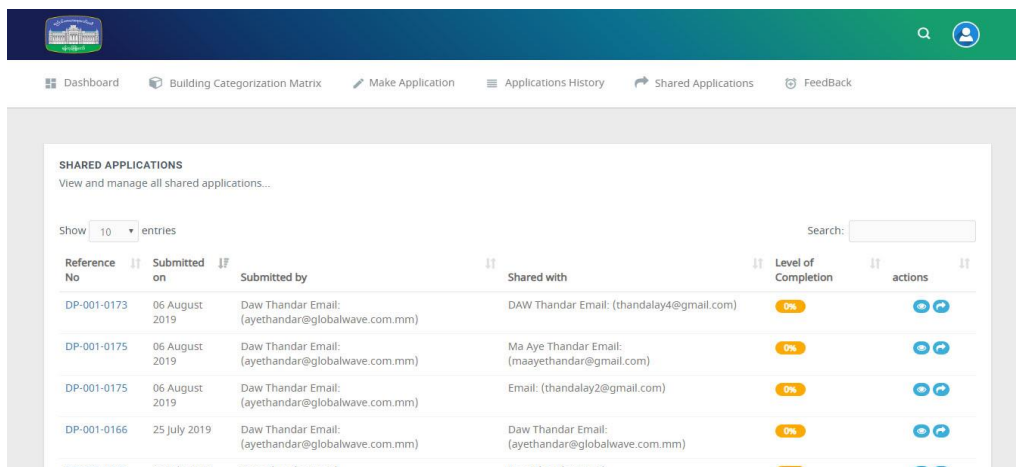 Dashboard
Building Categorization Matrix
Make Application
Applications History
Shared Applications
FeedBack
SHARED APPLICATIONS
View and manage all shared applications...
Show 10 entries
Search:
Reference No
Submitted on
Submitted by
Shared with
Level of Completion
actions
DP-001-0173
06 August 2019
Daw Thandar Email:
(ayethandar@globalwave.com.mm)
DAW Thandar Email: (thandalay4@gmail.com)
0%
DP-001-0175
06 August 2019
Daw Thandar Email:
(ayethandar@globalwave.com.mm)
Ma Aye Thandar Email:
(maayethandar@gmail.com)
0%
DP-001-0175
06 August 2019
Daw Thandar Email:
(ayethandar@globalwave.com.mm)
Email: (thandalay2@gmail.com)
0%
DP-001-0166
25 July 2019
Daw Thandar Email:
(ayethandar@globalwave.com.mm)
Daw Thandar Email:
(ayethandar@globalwave.com.mm)
0%